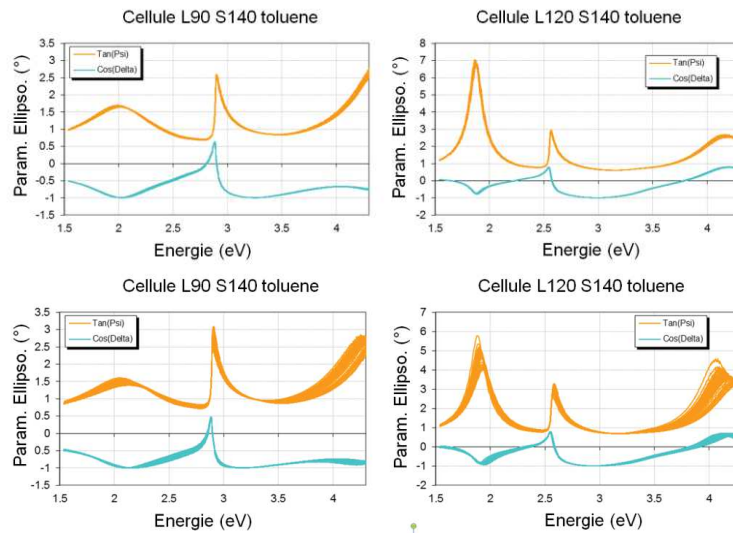 Cellule L90 S140 toluene
Param. Ellipso. (°)
3.5
3
2.5
2
1.5
1
0.5
0
-0.5
-1
-1.5
Tan(Psi)
Cos(Delta)
1.5 2 2.5 3 3.5 4
Energie (eV)
Cellule L120 S140 toluene
Param. Ellipso. (°)
8
7
6
5
4
3
2
1
0
-1
-2
Tan(Psi)
Cos(Delta)
1.5 2 2.5 3 3.5 4
Energie (eV)
Cellule L90 S140 toluene
Param. Ellipso. (°)
3.5
3
2.5
2
1.5
1
0.5
0
-0.5
-1
-1.5
Tan(Psi)
Cos(Delta)
1.5 2 2.5 3 3.5 4
Energie (eV)
Cellule L120 S140 toluene
Param. Ellipso. (°)
7
6
5
4
3
2
1
0
-1
-2
Tan(Psi)
Cos(Delta)
1.5 2 2.5 3 3.5 4
Energie (eV)